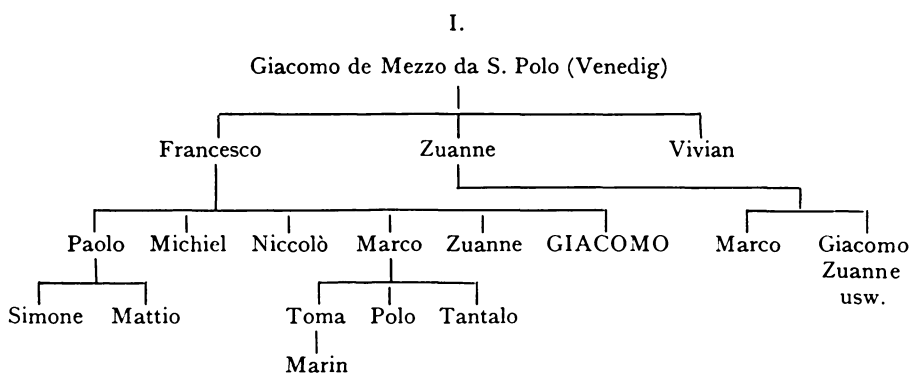 I.
Giacomo de Mezzo da S. Polo (Venedig)
Francesco Zuanne Vivian
Paolo Michiel Niccolò Marco Zuanne GIACOMO Marco Giacomo
Zuanne
usw.
Simone Mattio Toma Polo Tantalo
Marin